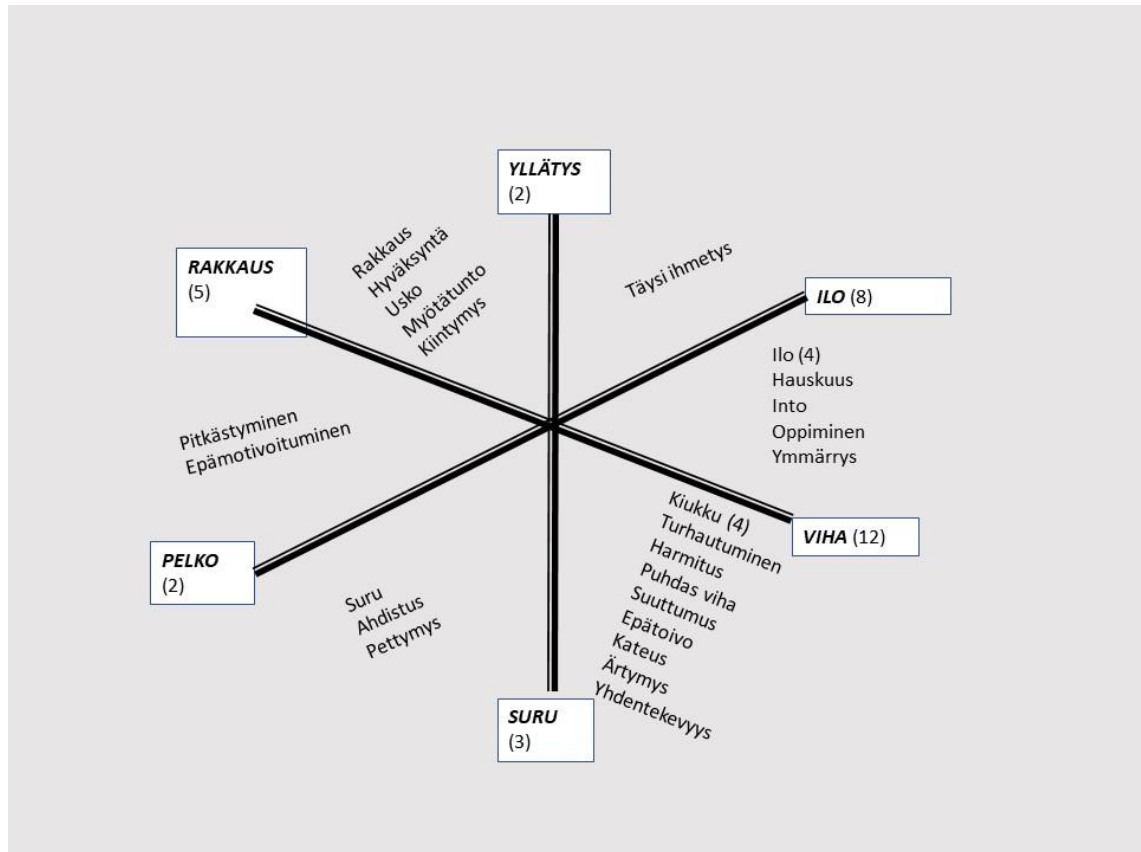 YLLÄTYS
(2)
RAKKAUS
(5)
Rakkaus
Hyväksyntä
Usko
Myötätunto
Kiintymys
Täysi ihmetys
ILO (8)
Ilo (4)
Hauskuus
Into
Oppiminen
Ymmärrys
Pitkästyminen
Epämotivoituminen
VIHA (12)
Kiukku (4)
Turhautuminen
Harmitus
Puhdas viha
Suuttumus
Epätoivo
Kateus
Ärtymys
Yhdentekevyys
PELKO
(2)
Suru
Ahdistus
Pettymys
SURU
(3)